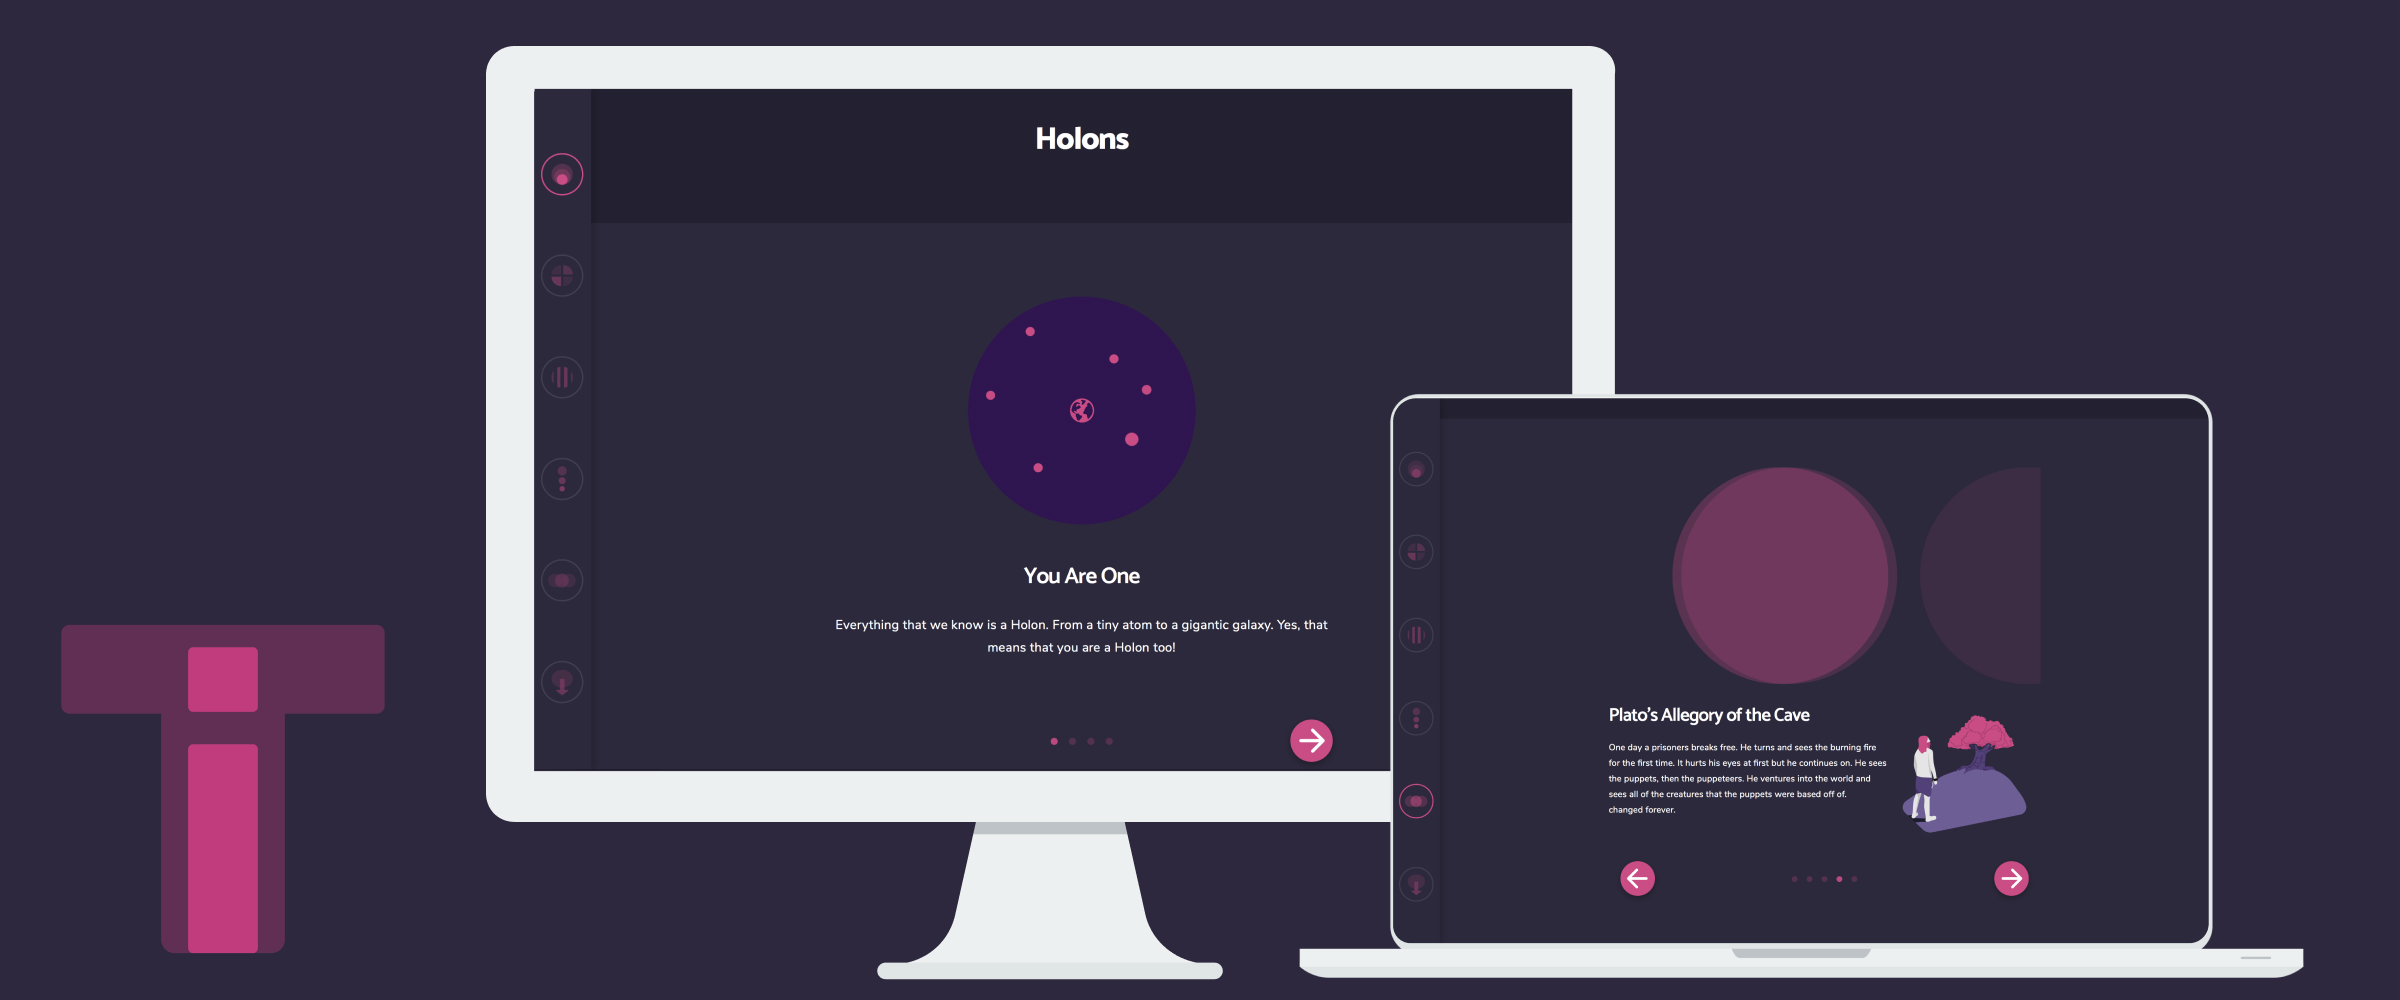 Holons
You Are One
Everything that we know is a Holon. From a tiny atom to a gigantic galaxy. Yes, that
means that you are a Holon too!
Plato's Allegory of the Cave
One day a prisoners breaks free. He turns and sees the burning fire
for the first time. It hurts his eyes at first but he continues on. He sees
the puppets, then the puppeteers. He ventures into the world and
sees all of the creatures that the puppets were based off of.
changed forever.